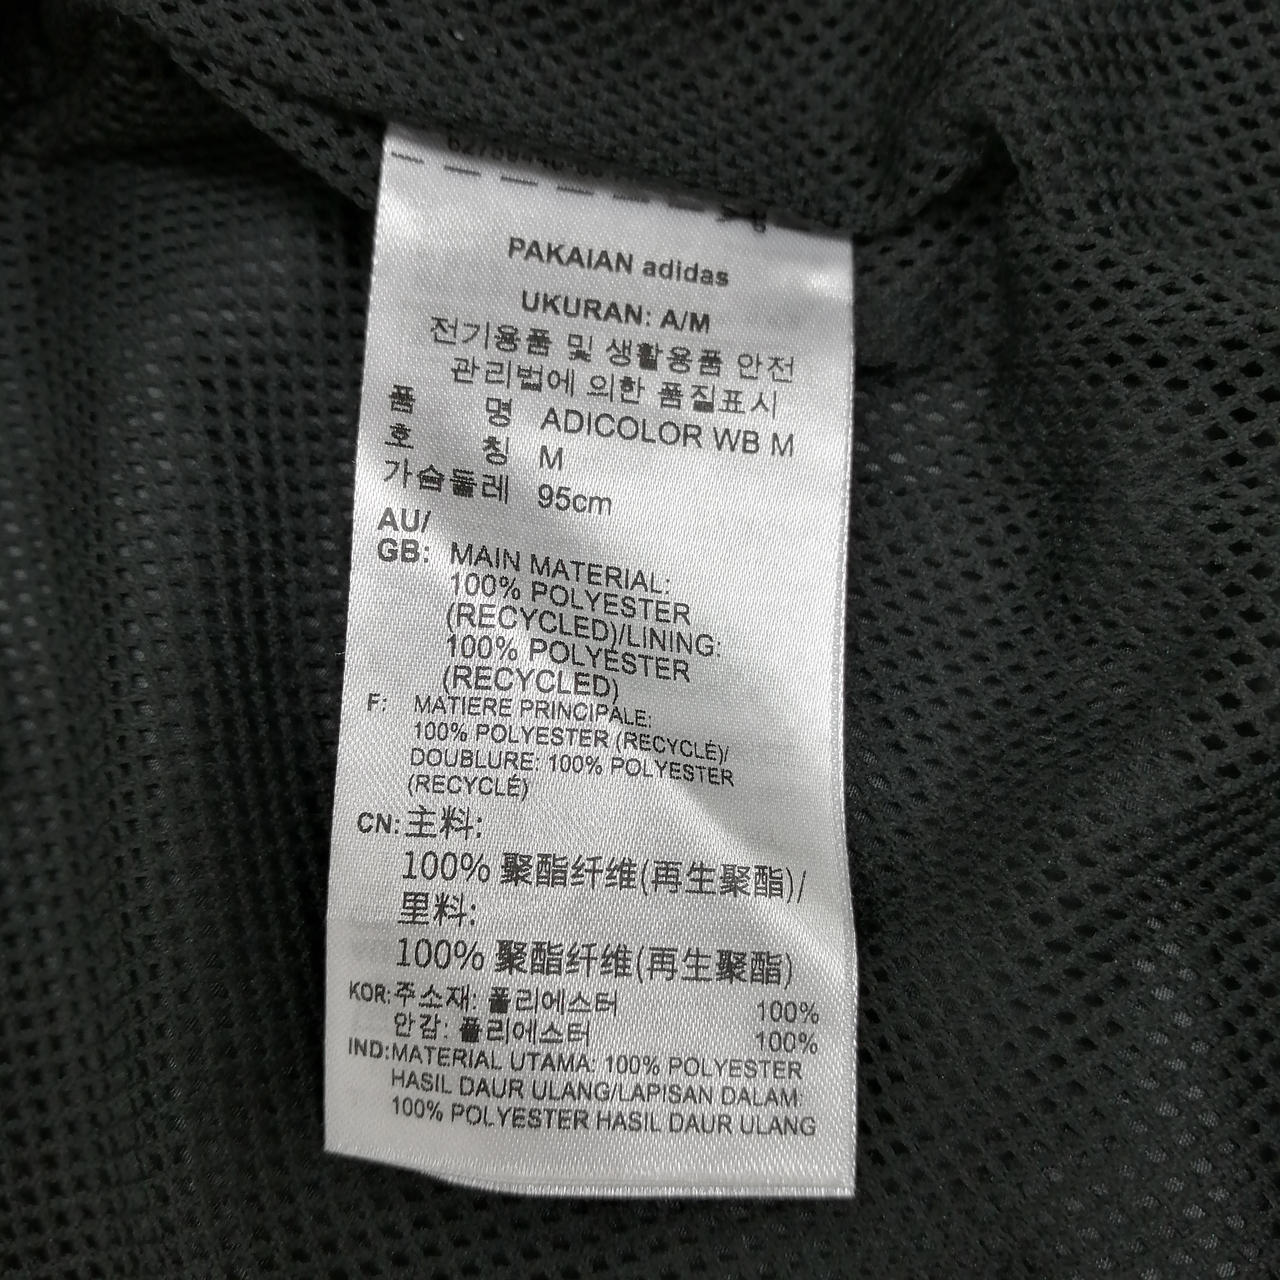 PAKAIAN adidas
UKURAN: A/M
전기용품 및 생활용품 안전
관리법에 의한 품질표시
품 명 ADICOLOR WB M
호 칭 M
가슴둘레 95cm
AU/
GB: MAIN MATERIAL:
100% POLYESTER
(RECYCLED)/LINING:
100% POLYESTER
(RECYCLED)
F: MATIERE PRINCIPALE:
100% POLYESTER (RECYCLÉ)/
DOUBLURE: 100% POLYESTER
(RECYCLÉ)
CN: 主料:
100% 聚酯纤维(再生聚酯)/
里料:
100% 聚酯纤维(再生聚酯)
KOR: 주소재: 폴리에스터 100%
안감: 폴리에스터 100%
IND: MATERIAL UTAMA: 100% POLYESTER
HASIL DAUR ULANG/LAPISAN DALAM:
100% POLYESTER HASIL DAUR ULANG